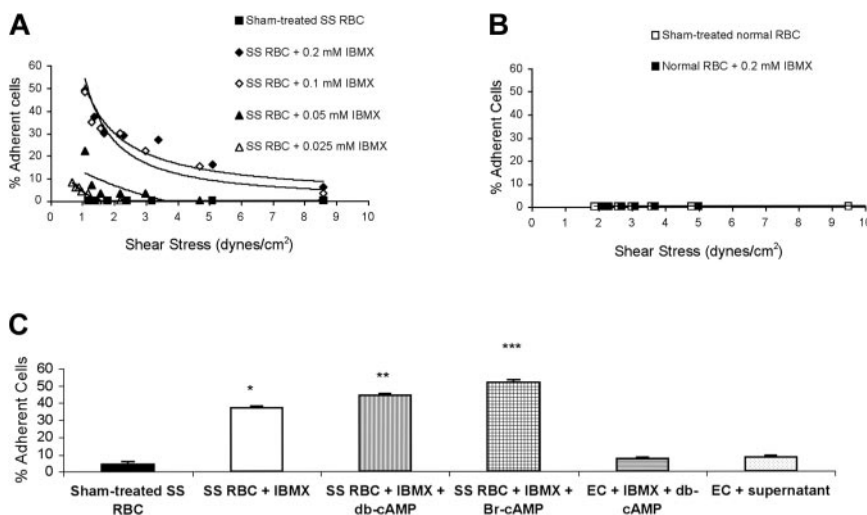 A
■ Sham-treated SS RBC
◆ SS RBC + 0.2 mM IBMX
◇ SS RBC + 0.1 mM IBMX
▲ SS RBC + 0.05 mM IBMX
△ SS RBC + 0.025 mM IBMX
% Adherent cells
60
50
40
30
20
10
0
0 1 2 3 4 5 6 7 8 9 10
Shear Stress (dynes/cm²)
B
□ Sham-treated normal RBC
■ Normal RBC + 0.2 mM IBMX
% Adherent Cells
60
50
40
30
20
10
0
0 1 2 3 4 5 6 7 8 9 10
Shear Stress (dynes/cm²)
C
% Adherent Cells
60
50
40
30
20
10
0
*
**
***
Sham-treated SS
RBC
SS RBC + IBMX
SS RBC + IBMX +
db-cAMP
SS RBC + IBMX +
Br-cAMP
EC + IBMX + db-
cAMP
EC + supernatant